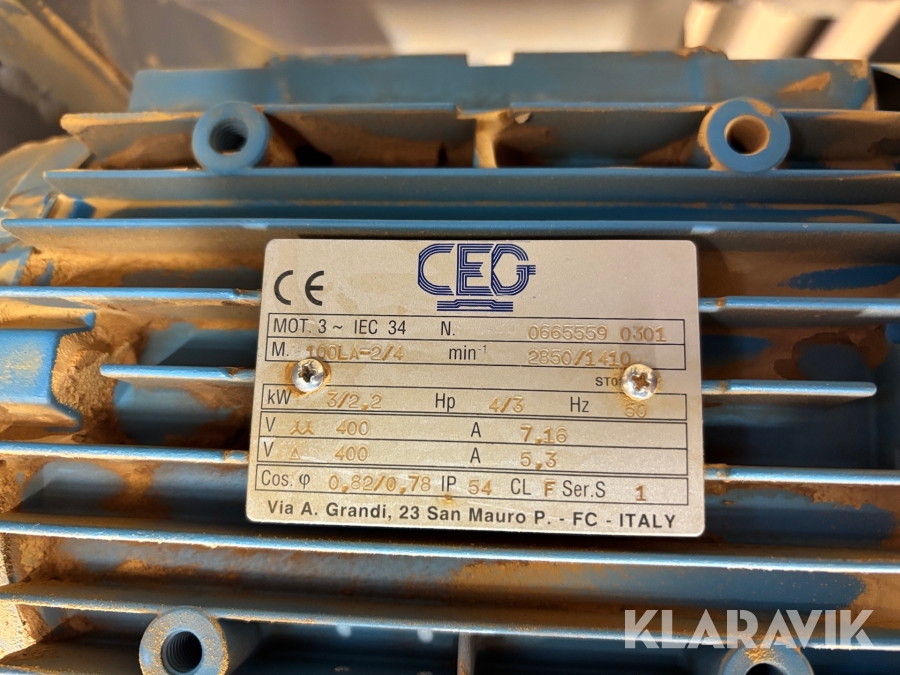 CE CEG
MOT. 3 ~ IEC 34 N. 0665559 0301
M. 100LA-2/4 min⁻¹ 2850/1410
kW 3/2,2 Hp 4/3 Hz
V 人人 400 A 7,16
V △ 400 A 5,3
Cos. φ 0,82/0,78 IP 54 CL F Ser.S 1
Via A. Grandi, 23 San Mauro P. - FC - ITALY
KLARAVIK